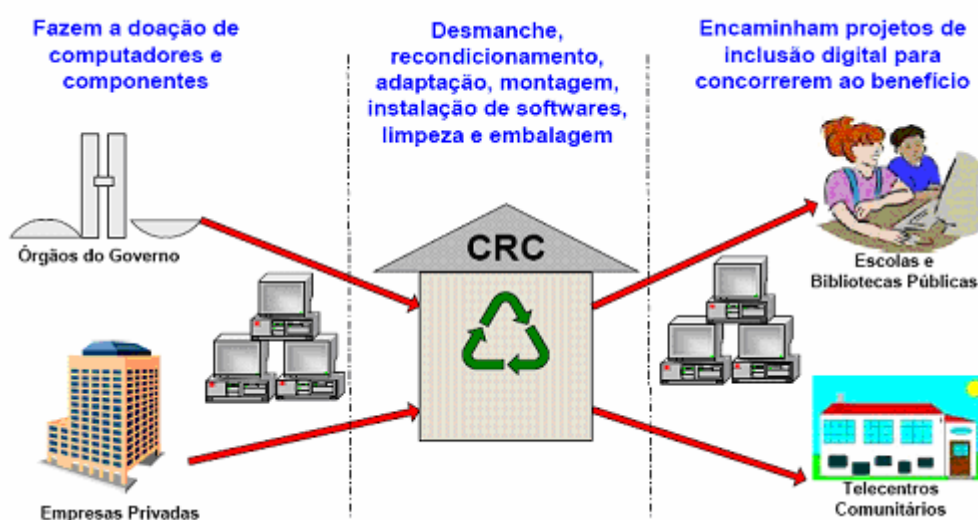 Fazem a doação de
computadores e
componentes
Desmanche,
recondicionamento,
adaptação, montagem,
instalação de softwares,
limpeza e embalagem
Encaminham projetos de
inclusão digital para
concorrerem ao benefício
Órgãos do Governo
CRC
Escolas e
Bibliotecas Públicas
Empresas Privadas
Telecentros
Comunitários